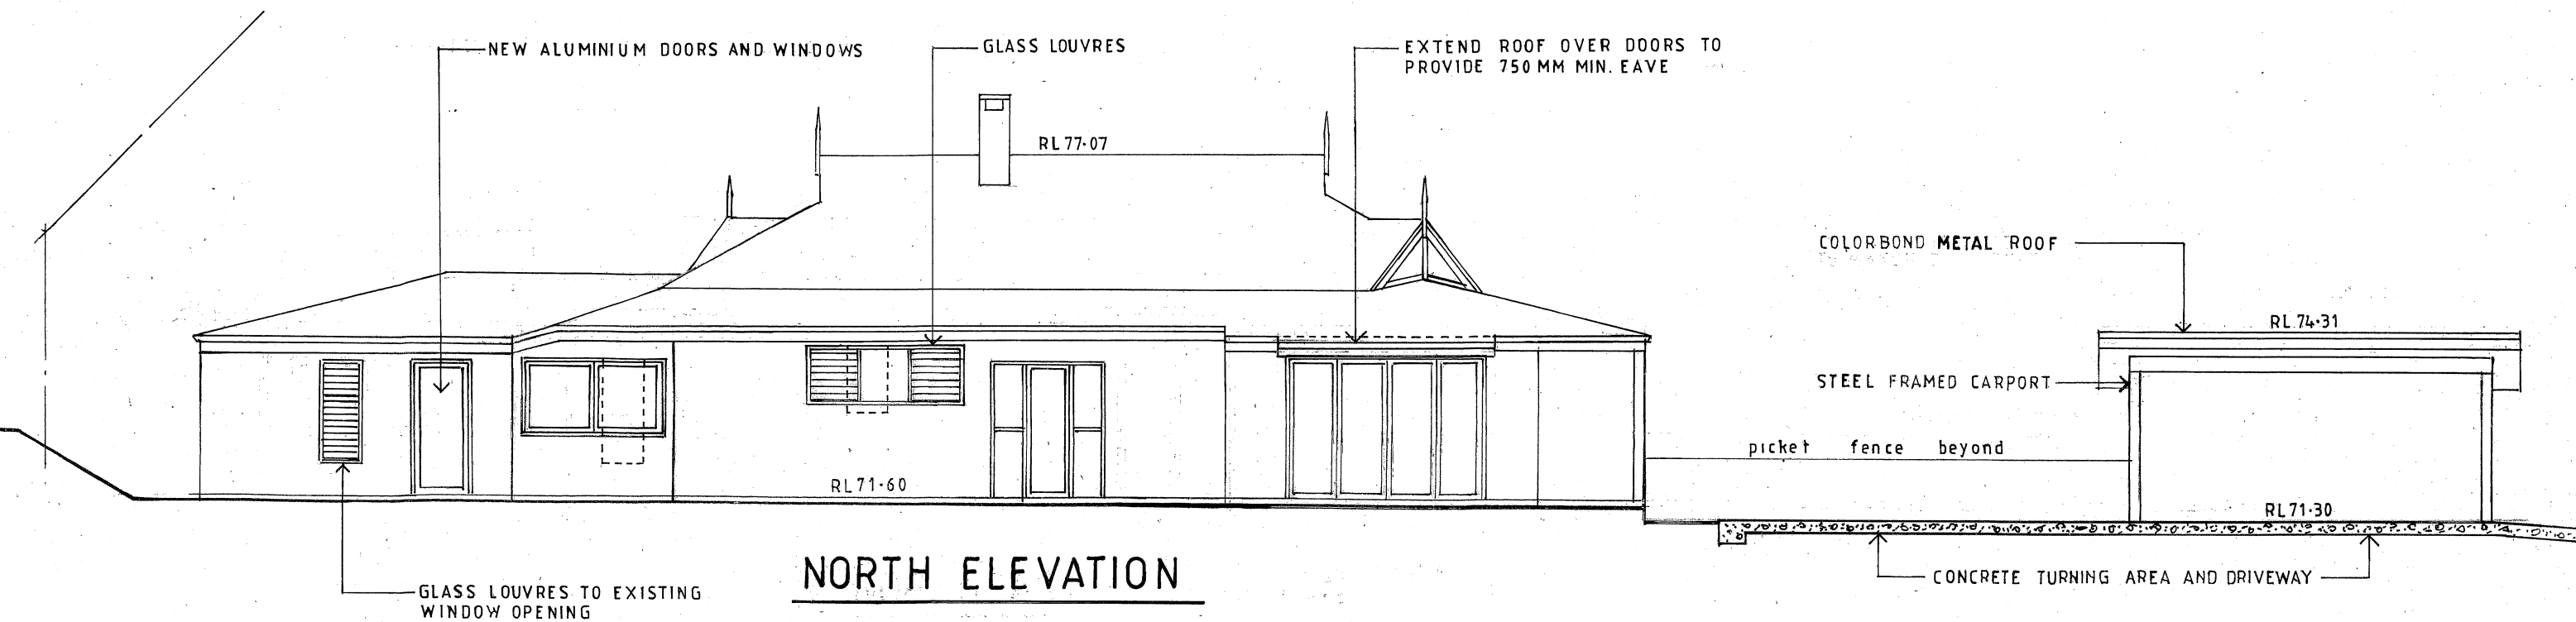 NEW ALUMINIUM DOORS AND WINDOWS
GLASS LOUVRES
EXTEND ROOF OVER DOORS TO
PROVIDE 750 MM MIN. EAVE
RL 77·07
COLORBOND METAL ROOF
RL 74·31
STEEL FRAMED CARPORT
picket fence beyond
RL 71·60
RL 71·30
NORTH ELEVATION
CONCRETE TURNING AREA AND DRIVEWAY
GLASS LOUVRES TO EXISTING
WINDOW OPENING